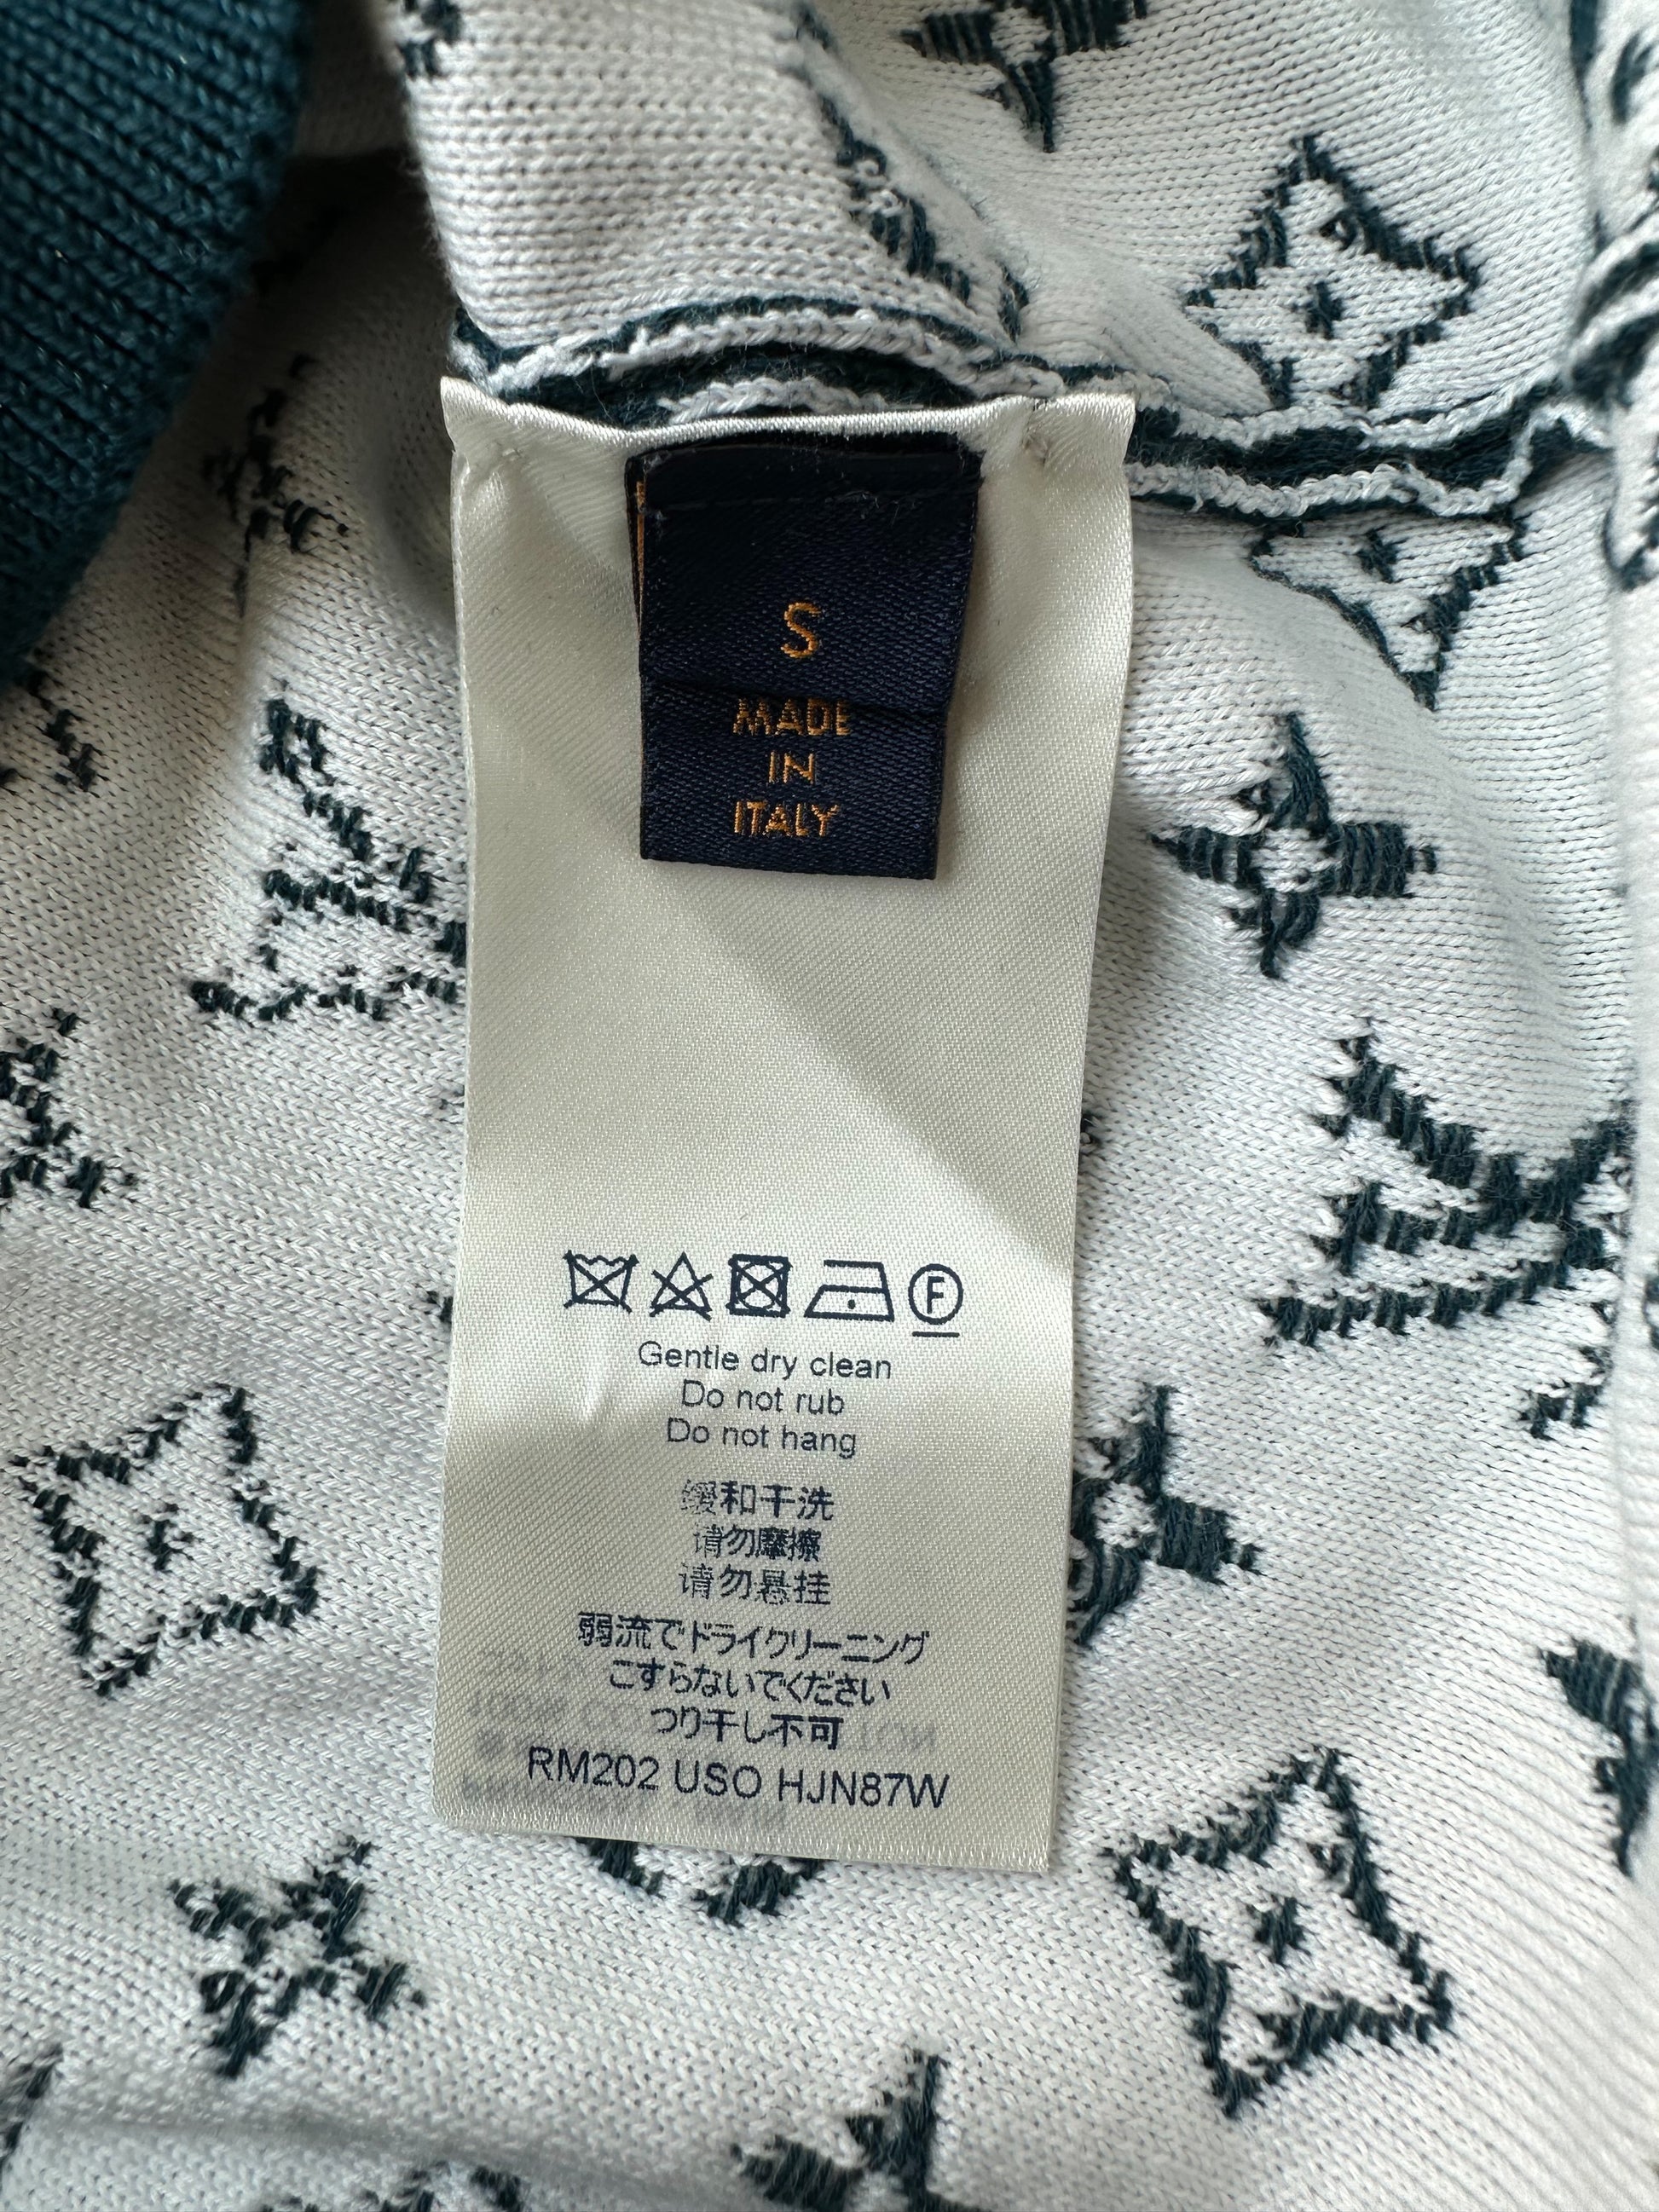 S
MADE
IN
ITALY
F
Gentle dry clean
Do not rub
Do not hang
缓和干洗
请勿摩擦
请勿悬挂
弱流でドライクリーニング
こすらないでください
つり干し不可
RM202 USO HJN87W